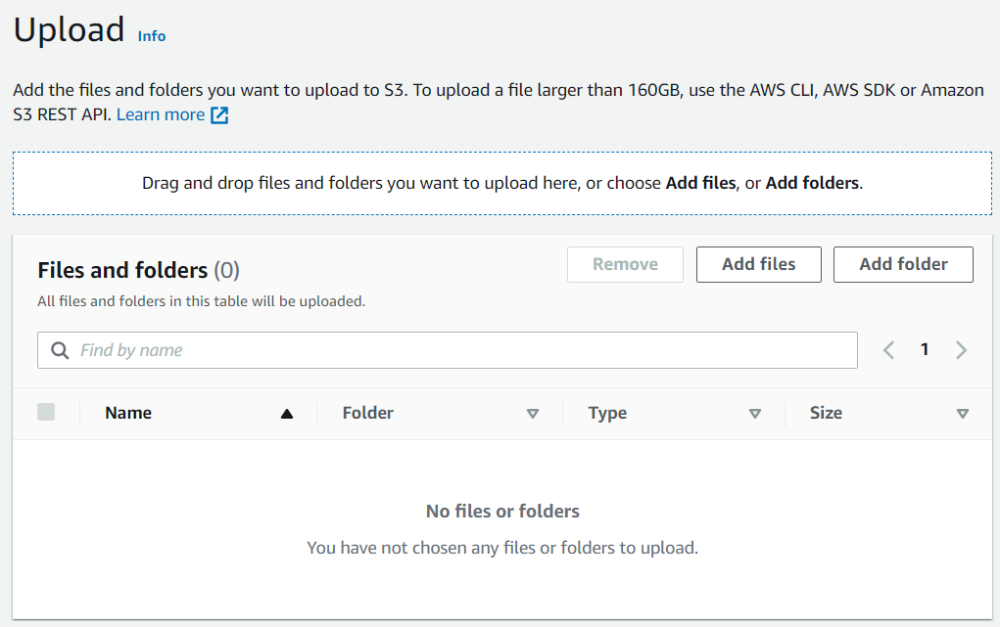 Upload Info
Add the files and folders you want to upload to S3. To upload a file larger than 160GB, use the AWS CLI, AWS SDK or Amazon
S3 REST API. Learn more
Drag and drop files and folders you want to upload here, or choose Add files, or Add folders.
Files and folders (0)
Remove
Add files
Add folder
All files and folders in this table will be uploaded.
Find by name
1
Name Folder Type Size
No files or folders
You have not chosen any files or folders to upload.